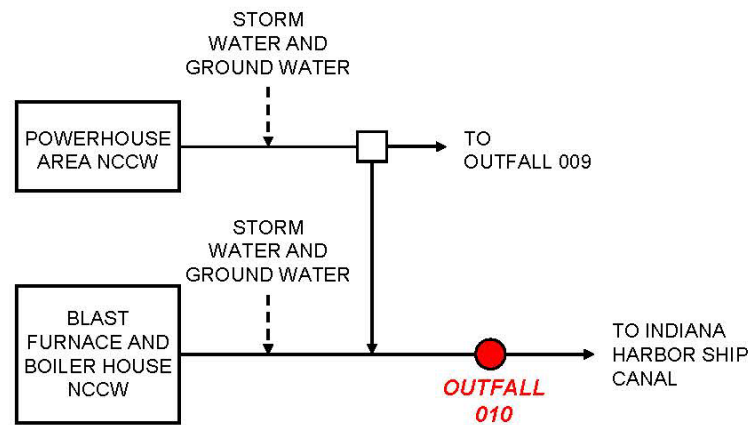 STORM
WATER AND
GROUND WATER
POWERHOUSE
AREA NCCW
TO
OUTFALL 009
STORM
WATER AND
GROUND WATER
BLAST
FURNACE AND
BOILER HOUSE
NCCW
OUTFALL
010
TO INDIANA
HARBOR SHIP
CANAL